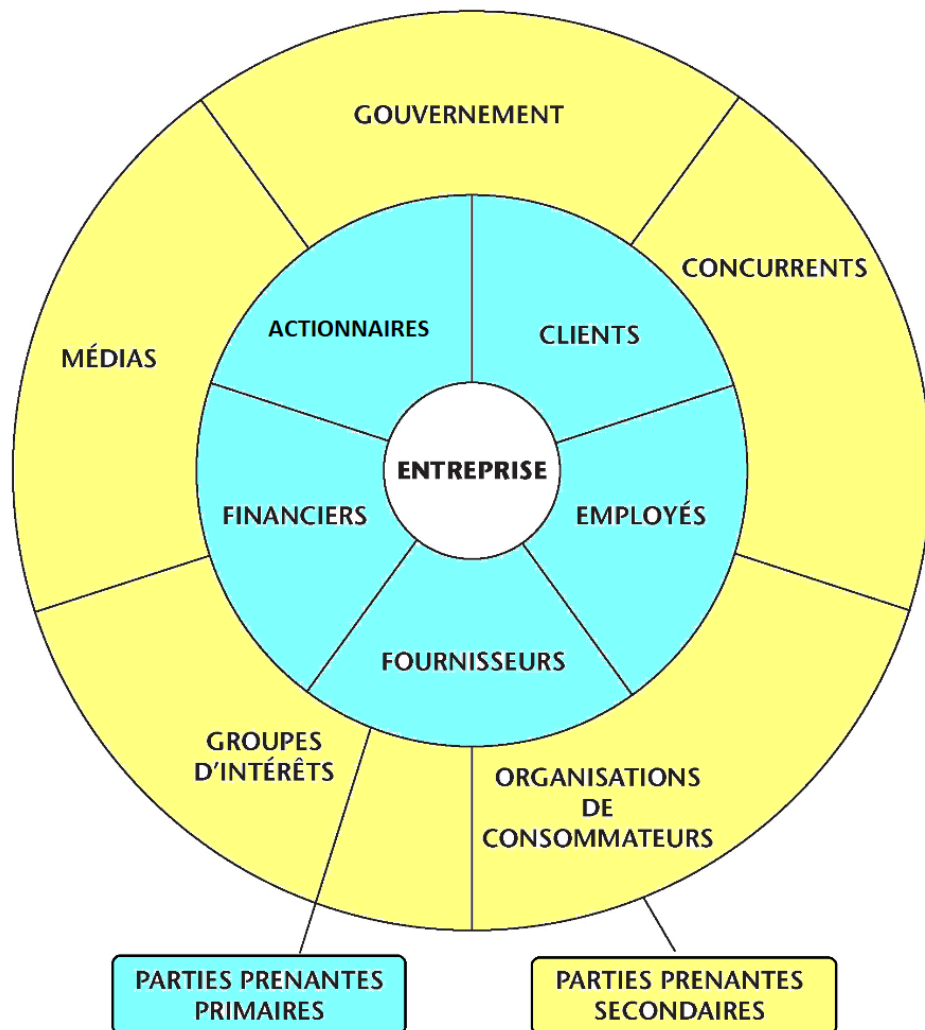 GOUVERNEMENT
CONCURRENTS
ACTIONNAIRES
CLIENTS
MÉDIAS
ENTREPRISE
FINANCIERS
EMPLOYÉS
FOURNISSEURS
GROUPES
D'INTÉRÊTS
ORGANISATIONS
DE
CONSOMMATEURS
PARTIES PRENANTES
PRIMAIRES
PARTIES PRENANTES
SECONDAIRES